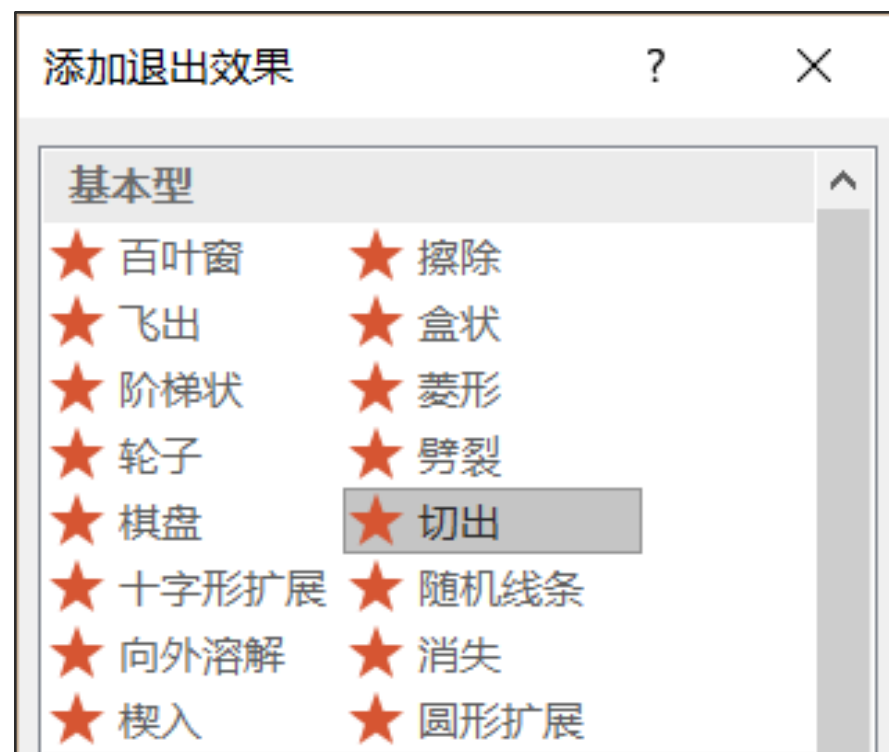 添加退出效果 ?
基本型
百叶窗 擦除
飞出 盒状
阶梯状 菱形
轮子 劈裂
棋盘 切出
十字形扩展 随机线条
向外溶解 消失
楔入 圆形扩展